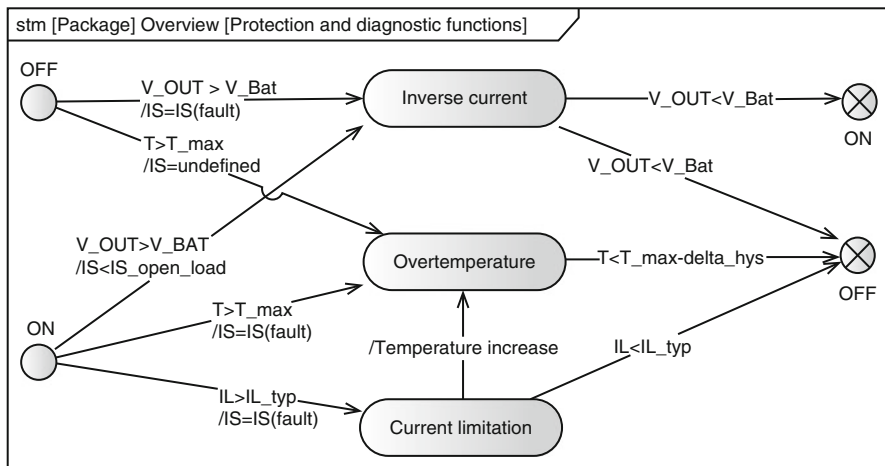 stm [Package] Overview [Protection and diagnostic functions]
OFF
V_OUT > V_Bat
/IS=IS(fault)
Inverse current
V_OUT<V_Bat
ON
T>T_max
/IS=undefined
V_OUT<V_Bat
V_OUT>V_BAT
/IS<IS_open_load
Overtemperature
T<T_max-delta_hys
OFF
T>T_max
/IS=IS(fault)
ON
/Temperature increase
IL<IL_typ
IL>IL_typ
/IS=IS(fault)
Current limitation